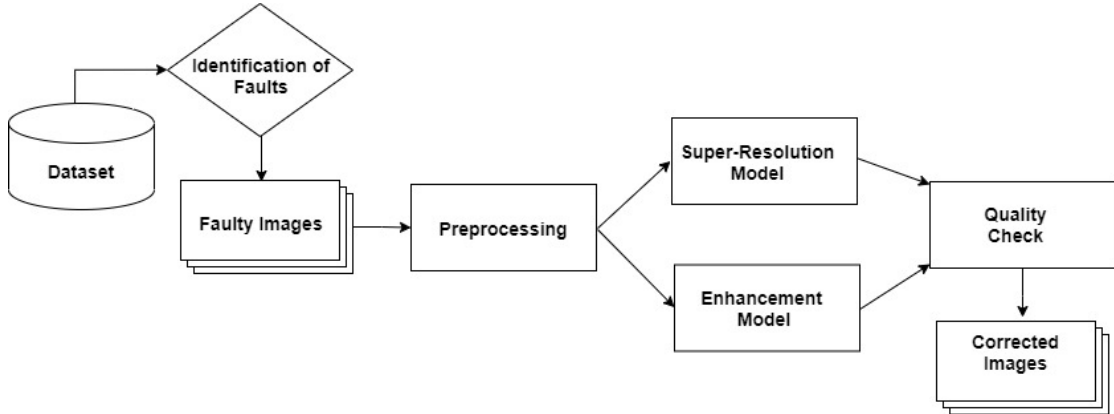 Identification of
Faults
Dataset
Faulty Images
Preprocessing
Super-Resolution
Model
Enhancement
Model
Quality
Check
Corrected
Images